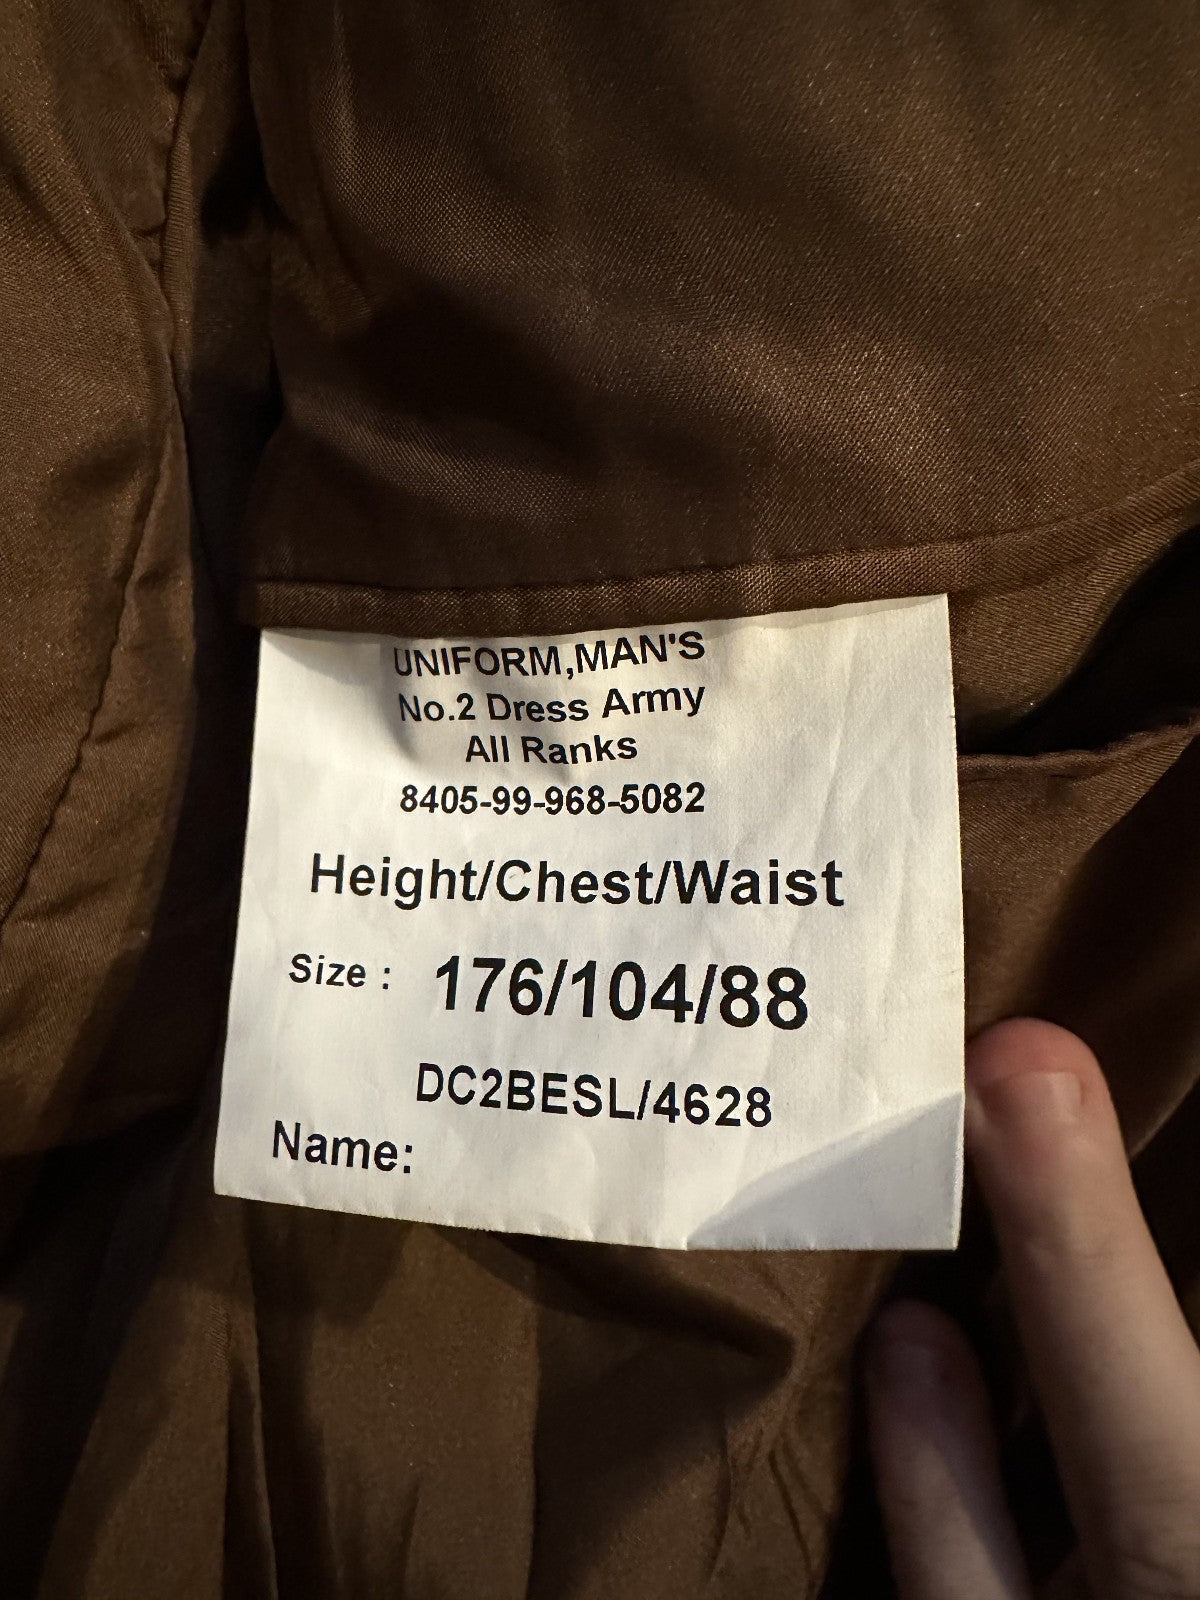 UNIFORM,MAN'S
No.2 Dress Army
All Ranks
8405-99-968-5082
Height/Chest/Waist
Size : 176/104/88
DC2BESL/4628
Name: